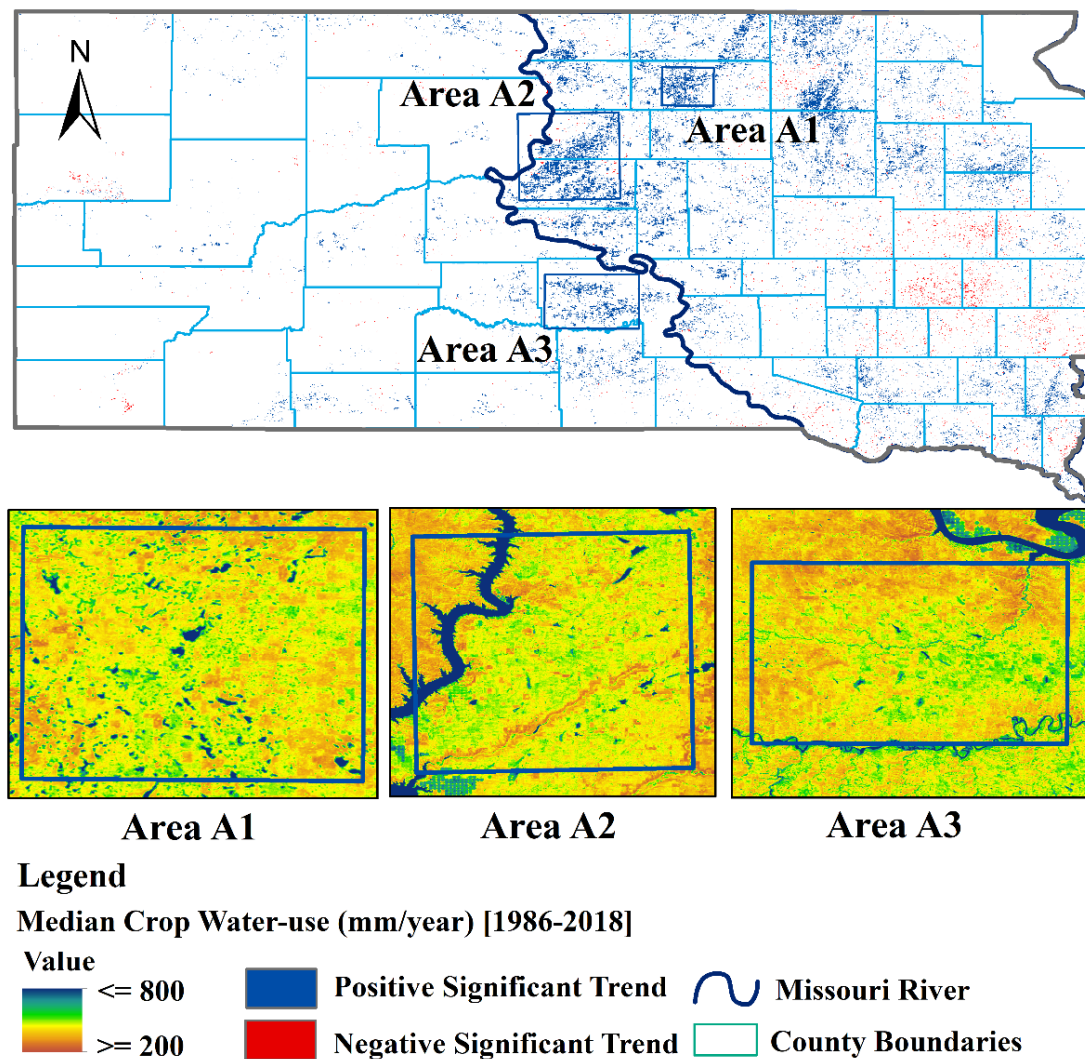 N
Area A2
Area A1
Area A3
Area A1
Area A2
Area A3
Legend
Median Crop Water-use (mm/year) [1986-2018]
Value
<= 800
>= 200
Positive Significant Trend
Negative Significant Trend
Missouri River
County Boundaries